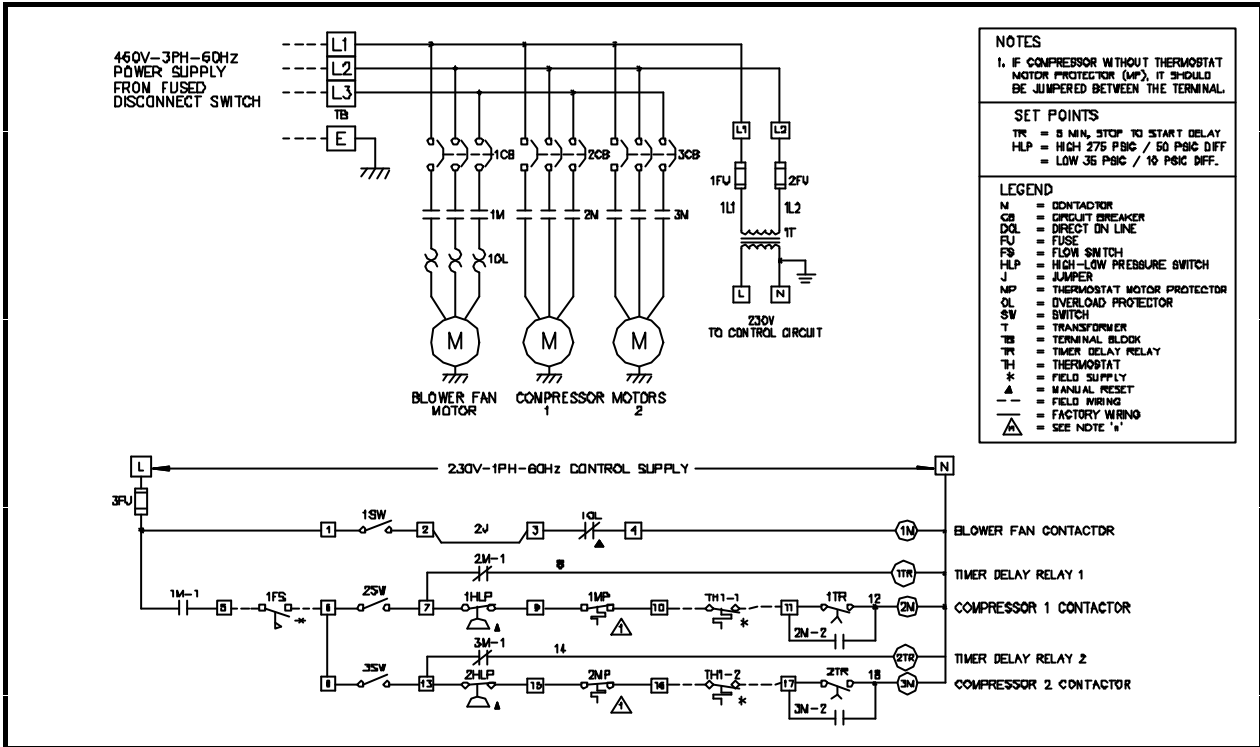 460V-3PH-60Hz
POWER SUPPLY
FROM FUSED
DISCONNECT SWITCH
L1
L2
L3
TB
E
1CB
2CB
3CB
1M
2M
3M
1OL
M
M
M
BLOWER FAN
MOTOR
COMPRESSOR MOTORS
1
2
L1
L2
1FU
2FU
1L1
1L2
1T
L
N
230V
TO CONTROL CIRCUIT
NOTES
1. IF COMPRESSOR WITHOUT THERMOSTAT
MOTOR PROTECTOR (MP), IT SHOULD
BE JUMPERED BETWEEN THE TERMINAL.
SET POINTS
TR = 5 MIN, STOP TO START DELAY
HLP = HIGH 275 PSIG / 50 PSIG DIFF
= LOW 35 PSIG / 10 PSIG DIFF.
LEGEND
M = CONTACTOR
CB = CIRCUIT BREAKER
DOL = DIRECT ON LINE
FU = FUSE
FS = FLOW SWITCH
HLP = HIGH-LOW PRESSURE SWITCH
J = JUMPER
MP = THERMOSTAT MOTOR PROTECTOR
OL = OVERLOAD PROTECTOR
SW = SWITCH
T = TRANSFORMER
TB = TERMINAL BLOCK
TR = TIMER DELAY RELAY
TH = THERMOSTAT
* = FIELD SUPPLY
▲ = MANUAL RESET
= FIELD WIRING
= FACTORY WIRING
= SEE NOTE 'n'
L
230V-1PH-60Hz CONTROL SUPPLY
N
3FU
1
1SW
2
2J
3
1OL
4
1M
BLOWER FAN CONTACTOR
2M-1
8
1TR
TIMER DELAY RELAY 1
1M-1
5
1FS
*
6
2SW
7
1HLP
9
1MP
1
10
TH1-1
*
11
1TR
12
2M-2
2M
COMPRESSOR 1 CONTACTOR
3M-1
14
2TR
TIMER DELAY RELAY 2
3SW
13
2HLP
15
2MP
1
16
TH1-2
*
17
2TR
18
3M-2
3M
COMPRESSOR 2 CONTACTOR